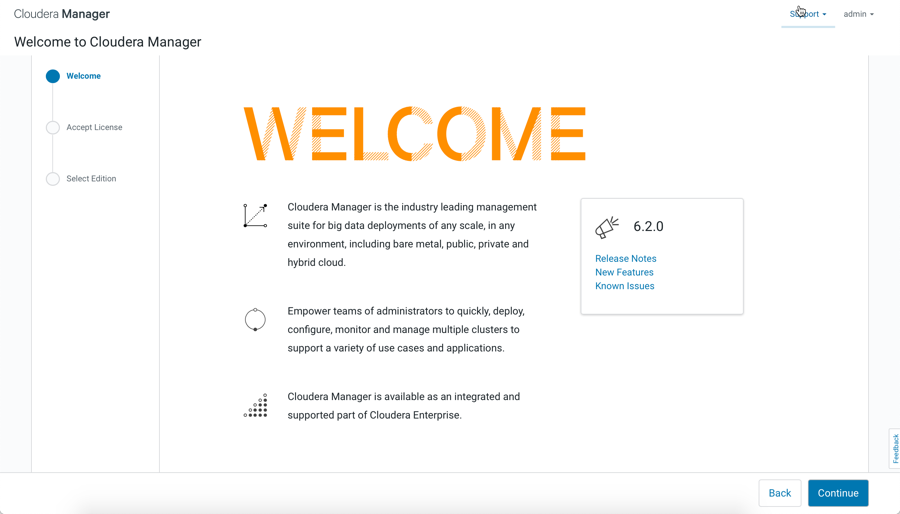 Cloudera Manager
Support
admin
Welcome to Cloudera Manager
Welcome
Accept License
Select Edition
WELCOME
Cloudera Manager is the industry leading management
suite for big data deployments of any scale, in any
environment, including bare metal, public, private and
hybrid cloud.
Empower teams of administrators to quickly, deploy,
configure, monitor and manage multiple clusters to
support a variety of use cases and applications.
Cloudera Manager is available as an integrated and
supported part of Cloudera Enterprise.
6.2.0
Release Notes
New Features
Known Issues
Feedback
Back
Continue